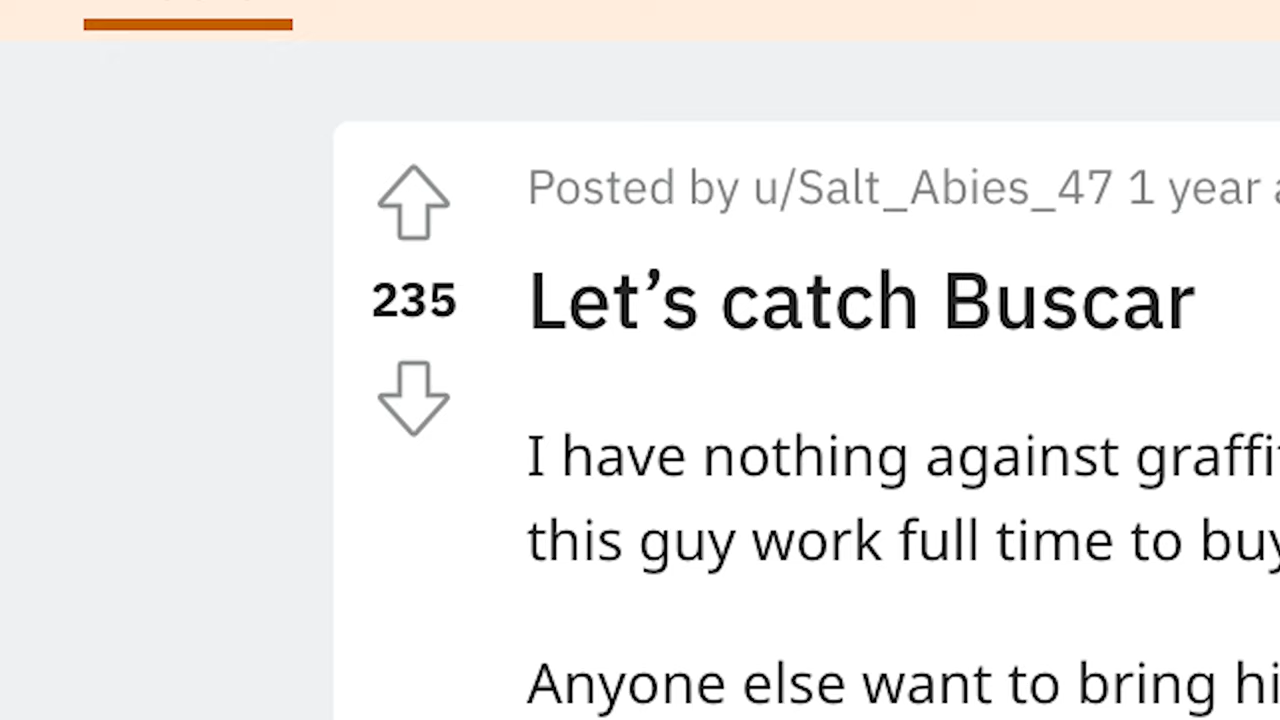 Posted by u/Salt_Abies_47 1 year
235
Let’s catch Buscar
I have nothing against
this guy work full time to
Anyone else want to bring